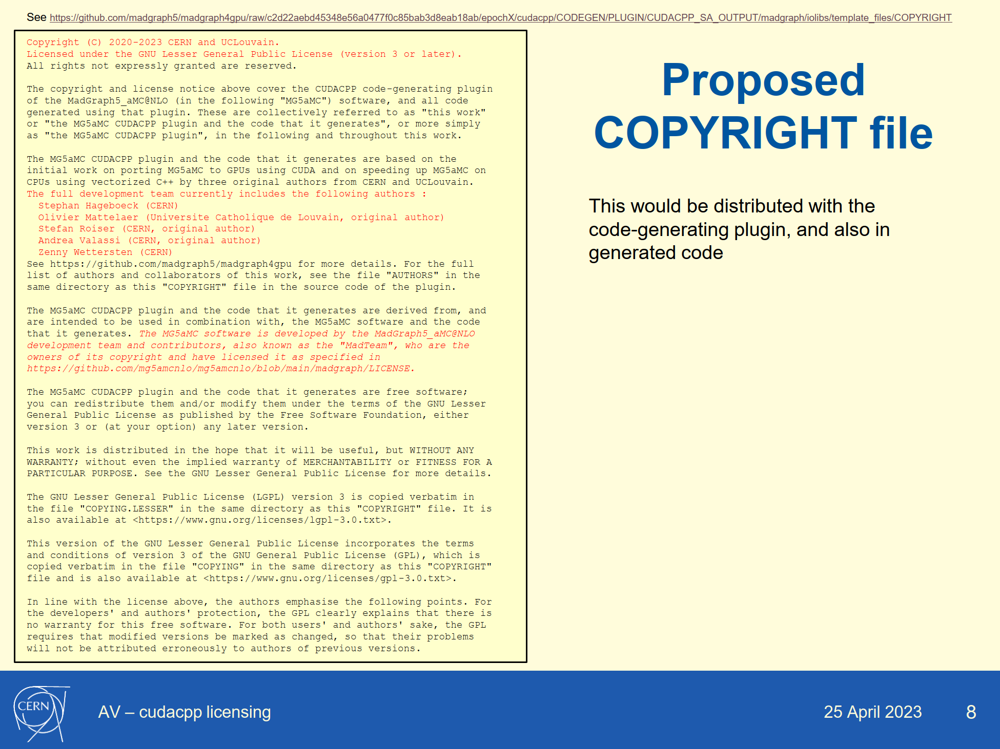 See https://github.com/madgraph5/madgraph4gpu/raw/c2d22aebd45348e56a0477f0c85bab3d8eab18ab/epochX/cudacpp/CODEGEN/PLUGIN/CUDACPP_SA_OUTPUT/madgraph/iolibs/template_files/COPYRIGHT
Copyright (C) 2020-2023 CERN and UCLouvain.
Licensed under the GNU Lesser General Public License (version 3 or later).
All rights not expressly granted are reserved.
The copyright and license notice above cover the CUDACPP code-generating plugin
of the MadGraph5_aMC@NLO (in the following "MG5aMC") software, and all code
generated using that plugin. These are collectively referred to as "this work"
or "the MG5aMC CUDACPP plugin and the code that it generates", or more simply
as "the MG5aMC CUDACPP plugin", in the following and throughout this work.
The MG5aMC CUDACPP plugin and the code that it generates are based on the
initial work on porting MG5aMC to GPUs using CUDA and on speeding up MG5aMC on
CPUs using vectorized C++ by three original authors from CERN and UCLouvain.
The full development team currently includes the following authors :
Stephan Hageboeck (CERN)
Olivier Mattelaer (Universite Catholique de Louvain, original author)
Stefan Roiser (CERN, original author)
Andrea Valassi (CERN, original author)
Zenny Wettersten (CERN)
See https://github.com/madgraph5/madgraph4gpu for more details. For the full
list of authors and collaborators of this work, see the file "AUTHORS" in the
same directory as this "COPYRIGHT" file in the source code of the plugin.
The MG5aMC CUDACPP plugin and the code that it generates are derived from, and
are intended to be used in combination with, the MG5aMC software and the code
that it generates. The MG5aMC software is developed by the MadGraph5_aMC@NLO
development team and contributors, also known as the "MadTeam", who are the
owners of its copyright and have licensed it as specified in
https://github.com/mg5amcnlo/mg5amcnlo/blob/main/madgraph/LICENSE.
The MG5aMC CUDACPP plugin and the code that it generates are free software;
you can redistribute them and/or modify them under the terms of the GNU Lesser
General Public License as published by the Free Software Foundation, either
version 3 or (at your option) any later version.
This work is distributed in the hope that it will be useful, but WITHOUT ANY
WARRANTY; without even the implied warranty of MERCHANTABILITY or FITNESS FOR A
PARTICULAR PURPOSE. See the GNU Lesser General Public License for more details.
The GNU Lesser General Public License (LGPL) version 3 is copied verbatim in
the file "COPYING.LESSER" in the same directory as this "COPYRIGHT" file. It is
also available at <https://www.gnu.org/licenses/lgpl-3.0.txt>.
This version of the GNU Lesser General Public License incorporates the terms
and conditions of version 3 of the GNU General Public License (GPL), which is
copied verbatim in the file "COPYING" in the same directory as this "COPYRIGHT"
file and is also available at <https://www.gnu.org/licenses/gpl-3.0.txt>.
In line with the license above, the authors emphasise the following points. For
the developers' and authors' protection, the GPL clearly explains that there is
no warranty for this free software. For both users' and authors' sake, the GPL
requires that modified versions be marked as changed, so that their problems
will not be attributed erroneously to authors of previous versions.
Proposed
COPYRIGHT file
This would be distributed with the
code-generating plugin, and also in
generated code
CERN
AV – cudacpp licensing
25 April 2023
8